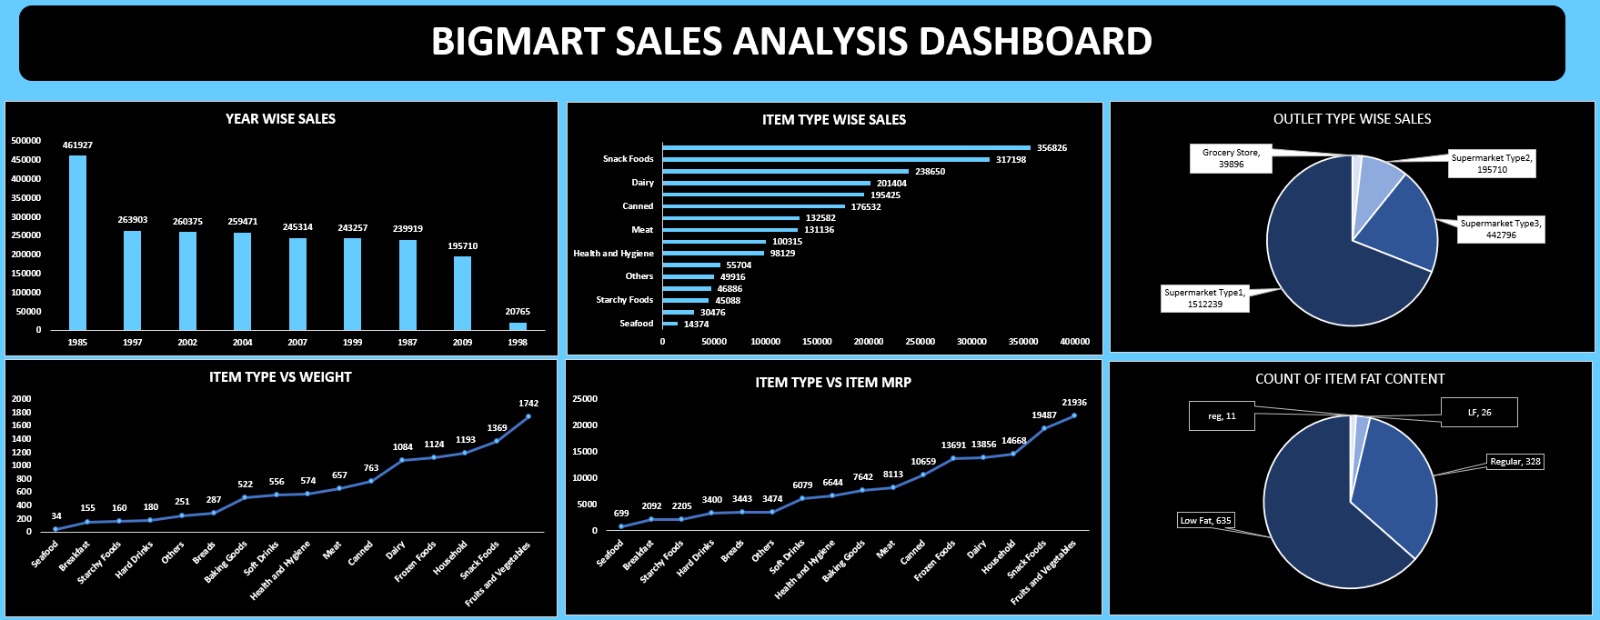 BIGMART SALES ANALYSIS DASHBOARD
YEAR WISE SALES
500000
450000
400000
350000
300000
250000
200000
150000
100000
50000
0
461927
263903
260375
259471
245314
243257
239919
195710
20765
1985
1997
2002
2004
2007
1999
1987
2009
1998
ITEM TYPE WISE SALES
356826
Snack Foods
317198
238650
Dairy
201404
195425
Canned
176532
132582
Meat
131136
100315
Health and Hygiene
98129
55704
Others
49916
46886
Starchy Foods
45088
30476
Seafood
14374
0
50000
100000
150000
200000
250000
300000
350000
400000
OUTLET TYPE WISE SALES
Grocery Store,
39896
Supermarket Type2,
195710
Supermarket Type3,
442796
Supermarket Type1,
1512239
ITEM TYPE VS WEIGHT
2000
1800
1600
1400
1200
1000
800
600
400
200
0
34
155
160
180
251
287
522
556
574
657
763
1084
1124
1193
1369
1742
Seafood
Breakfast
Starchy Foods
Hard Drinks
Others
Breads
Baking Goods
Soft Drinks
Health and Hygiene
Meat
Canned
Dairy
Frozen Foods
Household
Snack Foods
Fruits and Vegetables
ITEM TYPE VS ITEM MRP
25000
20000
15000
10000
5000
0
699
2092
2205
3400
3443
3474
6079
6644
7642
8113
10659
13691
13856
14668
19487
21936
Seafood
Breakfast
Starchy Foods
Hard Drinks
Breads
Others
Soft Drinks
Health and Hygiene
Baking Goods
Meat
Canned
Frozen Foods
Dairy
Household
Snack Foods
Fruits and Vegetables
COUNT OF ITEM FAT CONTENT
reg, 11
LF, 26
Regular, 328
Low Fat, 635